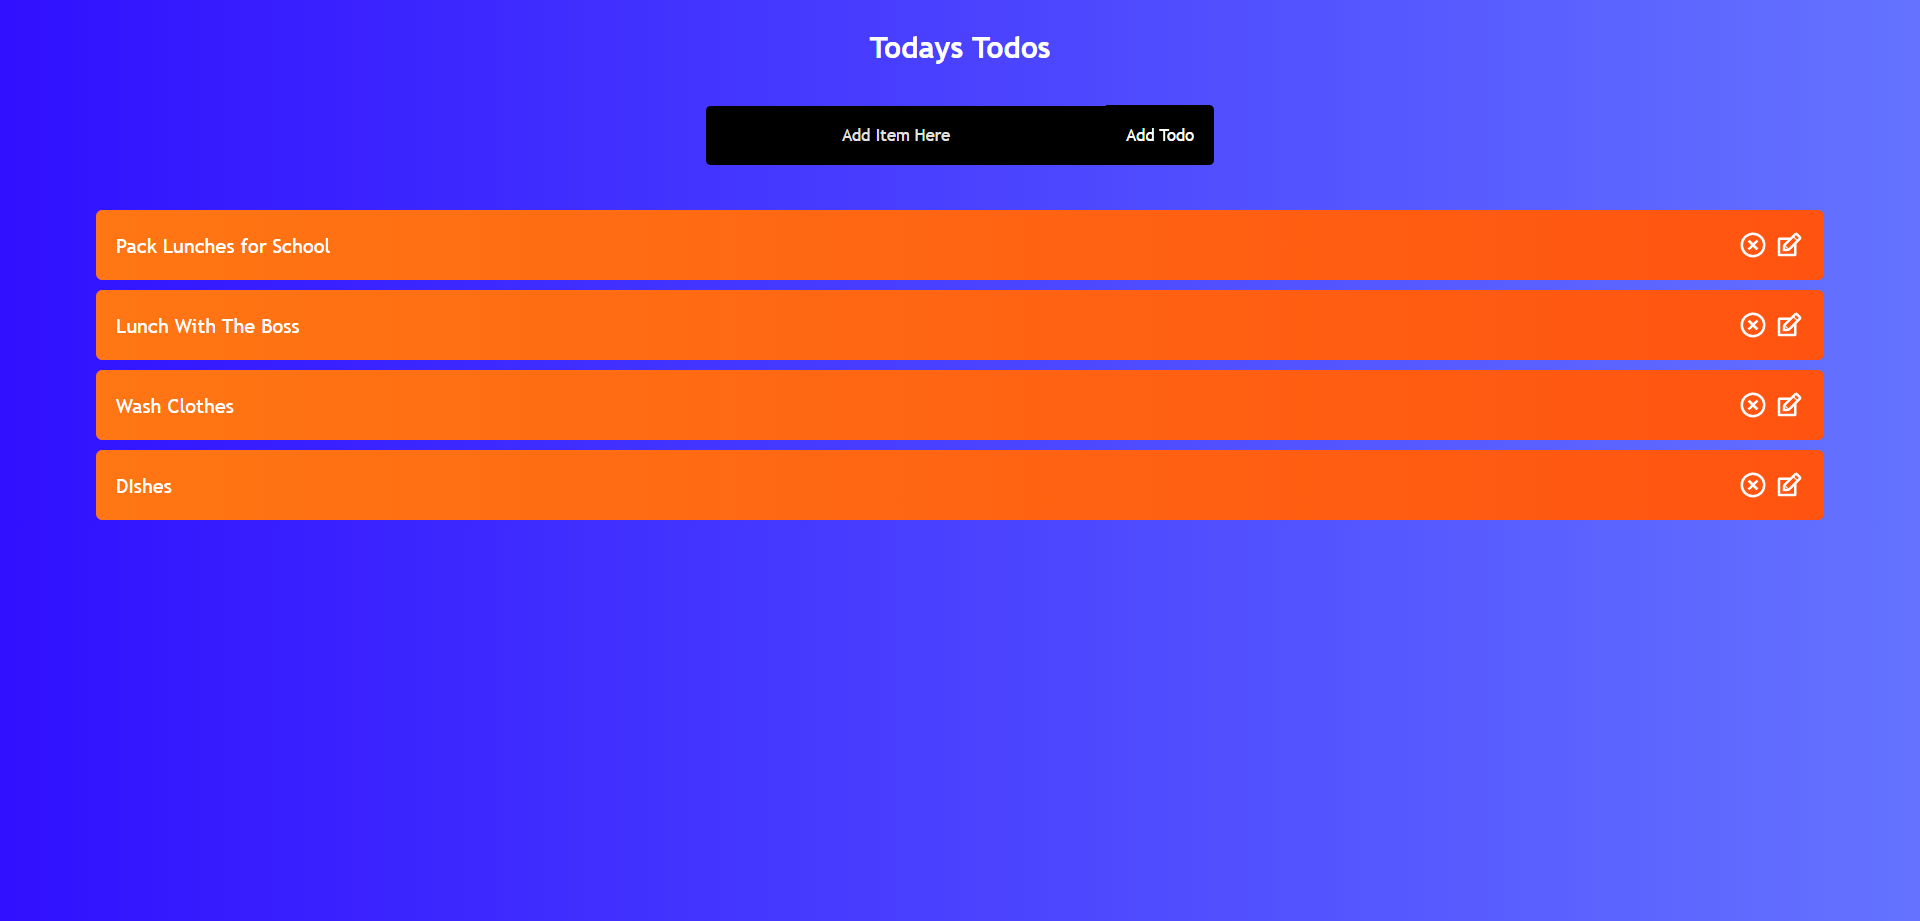 Todays Todos
Add Item Here
Add Todo
Pack Lunches for School
Lunch With The Boss
Wash Clothes
DIshes